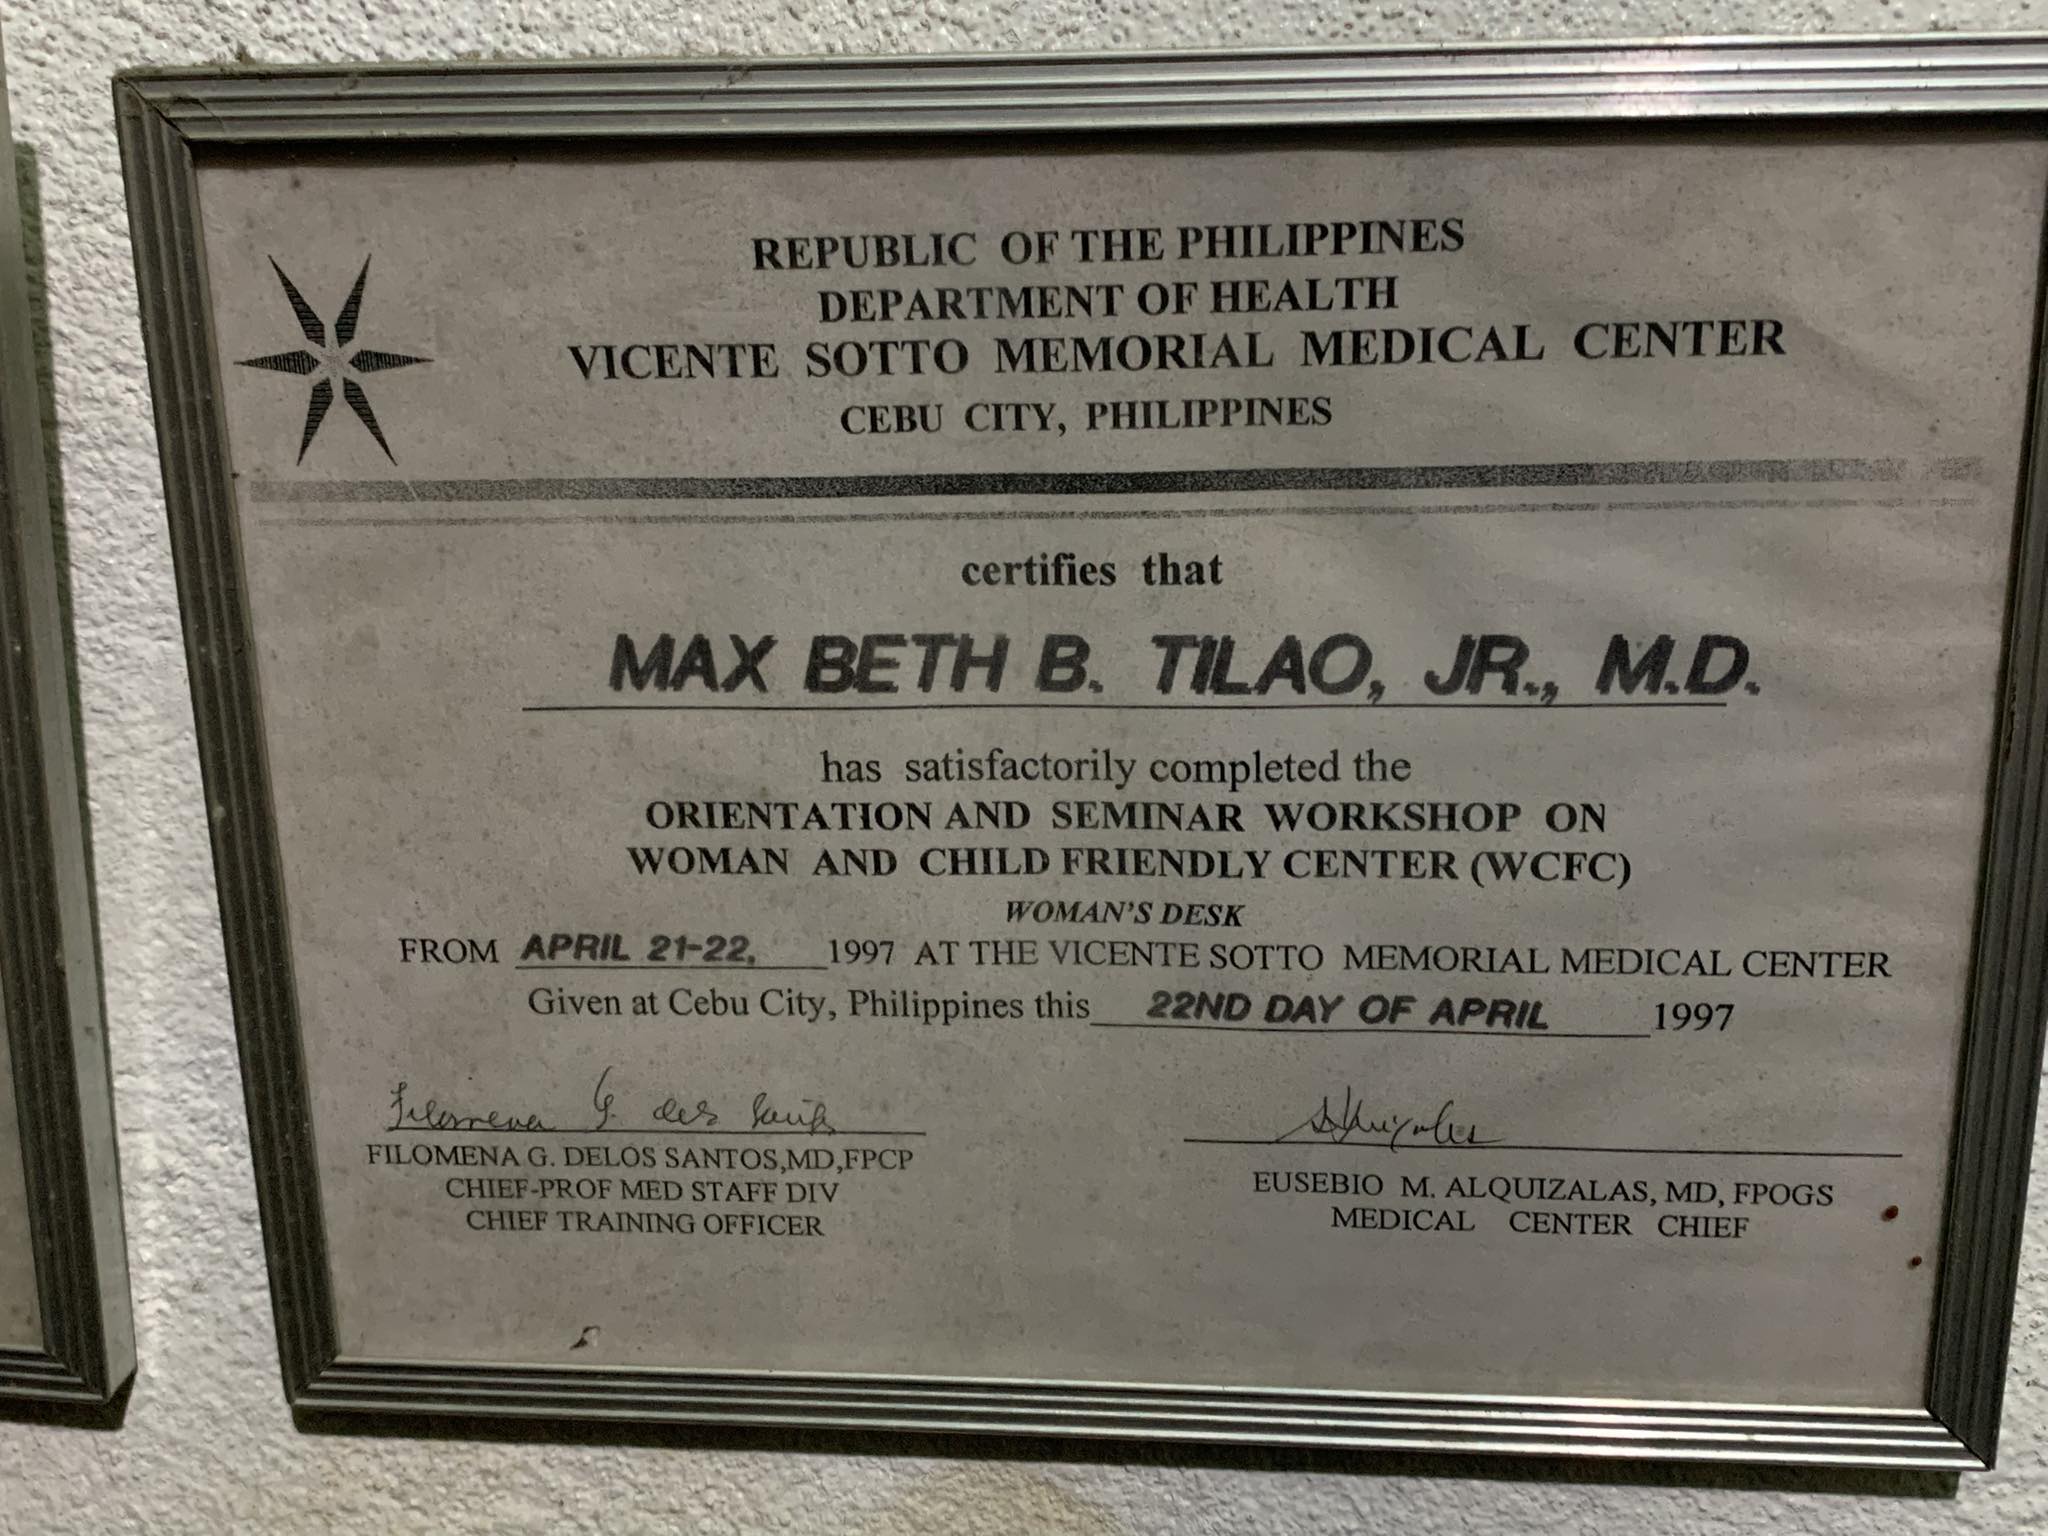 REPUBLIC OF THE PHILIPPINES
DEPARTMENT OF HEALTH
VICENTE SOTTO MEMORIAL MEDICAL CENTER
CEBU CITY, PHILIPPINES
certifies that
MAX BETH B. TILAO, JR., M.D.
has satisfactorily completed the
ORIENTATION AND SEMINAR WORKSHOP ON
WOMAN AND CHILD FRIENDLY CENTER (WCFC)
WOMAN'S DESK
FROM APRIL 21-22, 1997 AT THE VICENTE SOTTO MEMORIAL MEDICAL CENTER
Given at Cebu City, Philippines this 22ND DAY OF APRIL 1997
Filomena G. delos Santos
FILOMENA G. DELOS SANTOS,MD,FPCP
CHIEF-PROF MED STAFF DIV
CHIEF TRAINING OFFICER
EUSEBIO M. ALQUIZALAS, MD, FPOGS
MEDICAL CENTER CHIEF